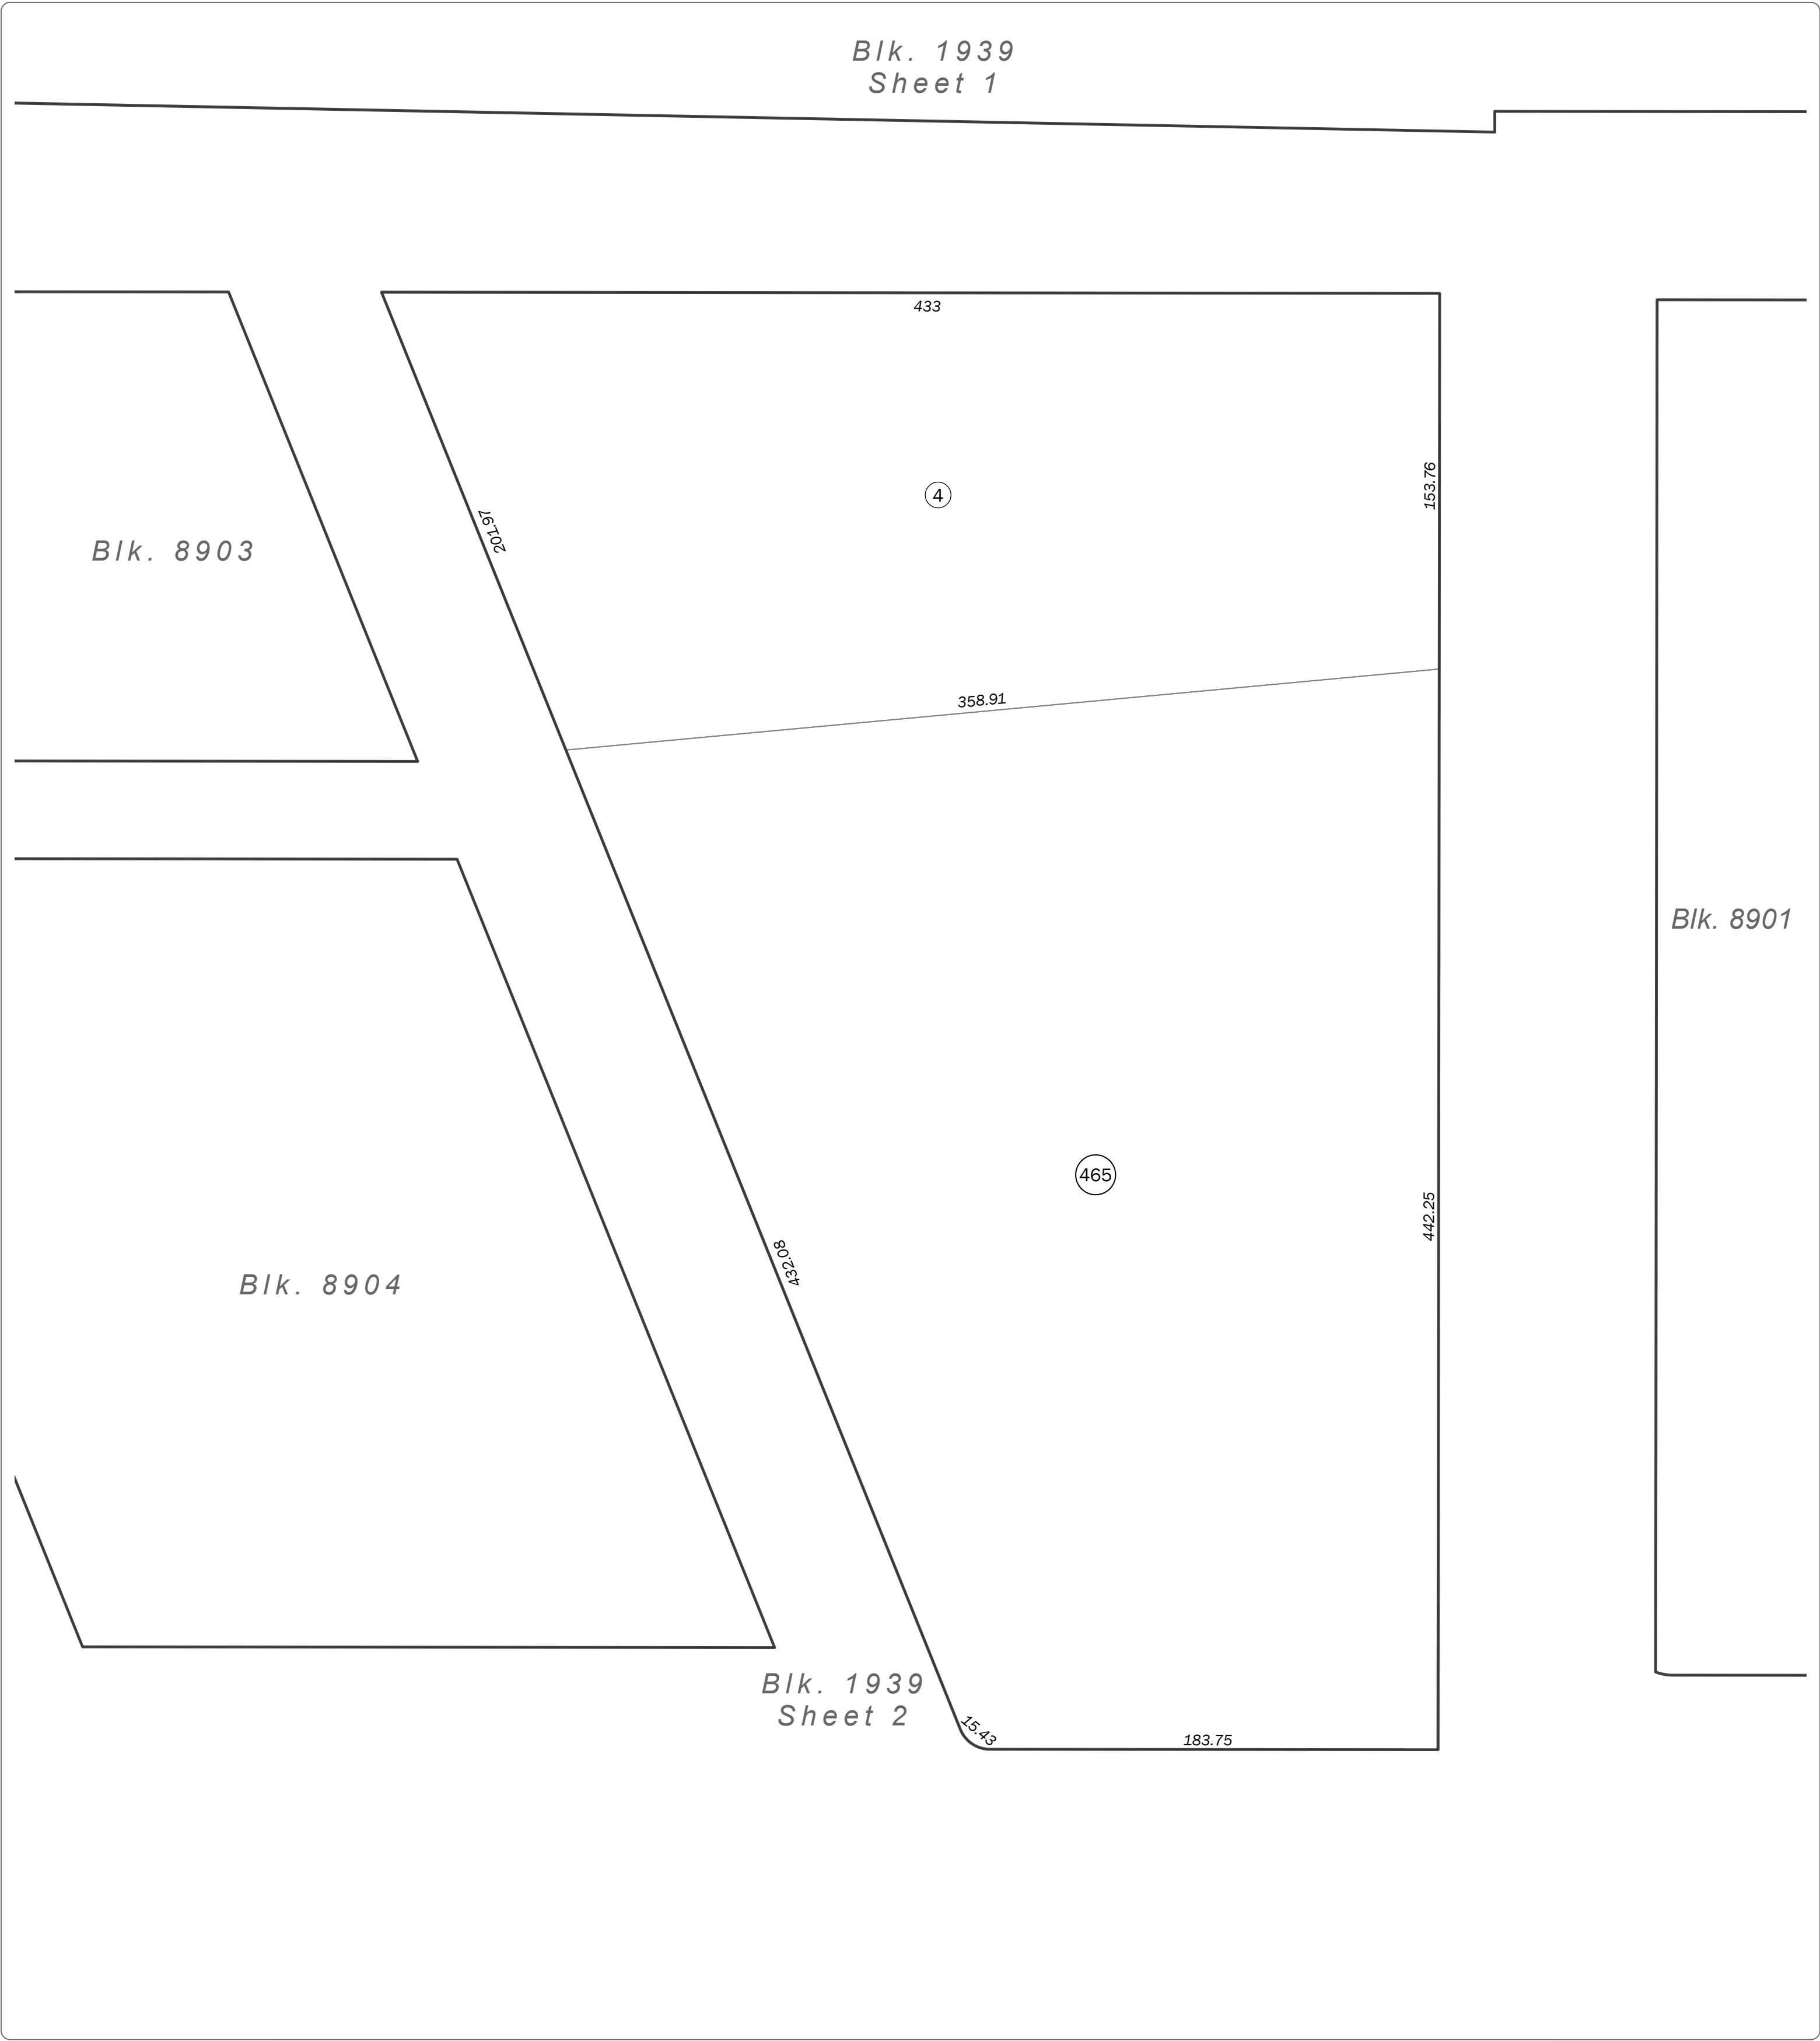 Blk. 1939
Sheet 1
433
153.76
4
201.97
Blk. 8903
358.91
Blk. 8901
465
442.25
432.08
Blk. 8904
Blk. 1939
Sheet 2
15.43
183.75